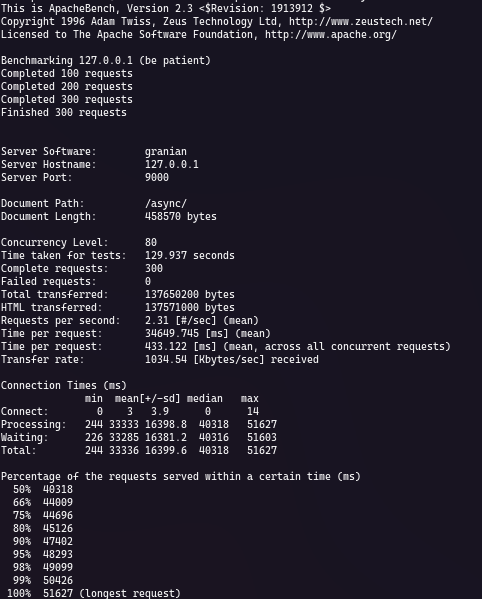 This is ApacheBench, Version 2.3 <$Revision: 1913912 $>
Copyright 1996 Adam Twiss, Zeus Technology Ltd, http://www.zeustech.net/
Licensed to The Apache Software Foundation, http://www.apache.org/

Benchmarking 127.0.0.1 (be patient)
Completed 100 requests
Completed 200 requests
Completed 300 requests
Finished 300 requests


Server Software:        granian
Server Hostname:        127.0.0.1
Server Port:            9000

Document Path:          /async/
Document Length:        458570 bytes

Concurrency Level:      80
Time taken for tests:   129.937 seconds
Complete requests:      300
Failed requests:        0
Total transferred:      137650200 bytes
HTML transferred:       137571000 bytes
Requests per second:    2.31 [#/sec] (mean)
Time per request:       34649.745 [ms] (mean)
Time per request:       433.122 [ms] (mean, across all concurrent requests)
Transfer rate:          1034.54 [Kbytes/sec] received

Connection Times (ms)
              min  mean[+/-sd] median   max
Connect:        0    3   3.9      0      14
Processing:   244 33333 16398.8  40316   51627
Waiting:      226 33285 16381.2  40316   51603
Total:        244 33336 16399.6  40318   51627

Percentage of the requests served within a certain time (ms)
  50%  40318
  66%  44009
  75%  44696
  80%  45126
  90%  47402
  95%  48293
  98%  49099
  99%  50426
 100%  51627 (longest request)